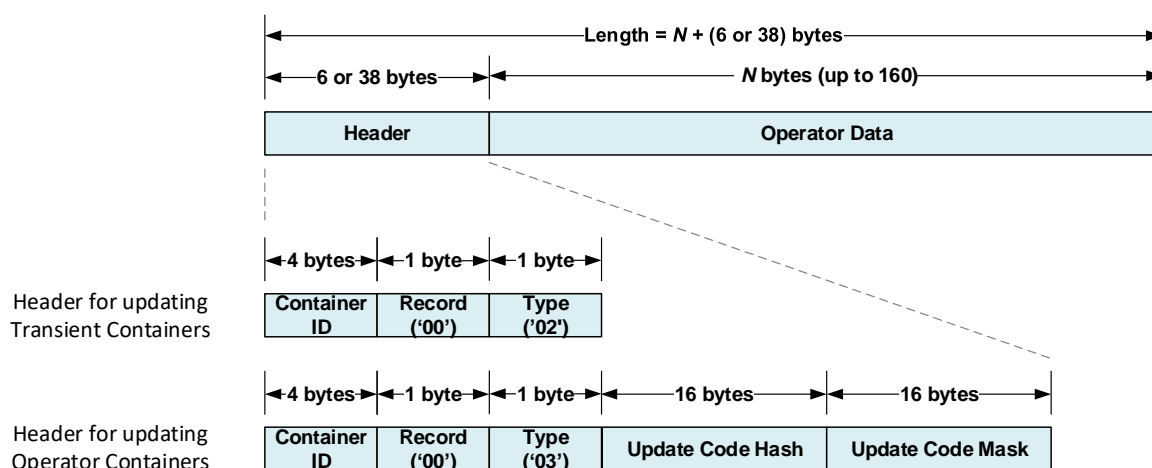 Length = N + (6 or 38) bytes
6 or 38 bytes
N bytes (up to 160)
Header
Operator Data
4 bytes
1 byte
1 byte
Header for updating
Transient Containers
Container
ID
Record
(‘00’)
Type
(’02')
4 bytes
1 byte
1 byte
16 bytes
16 bytes
Header for updating
Operator Containers
Container
ID
Record
(‘00’)
Type
(‘03’)
Update Code Hash
Update Code Mask